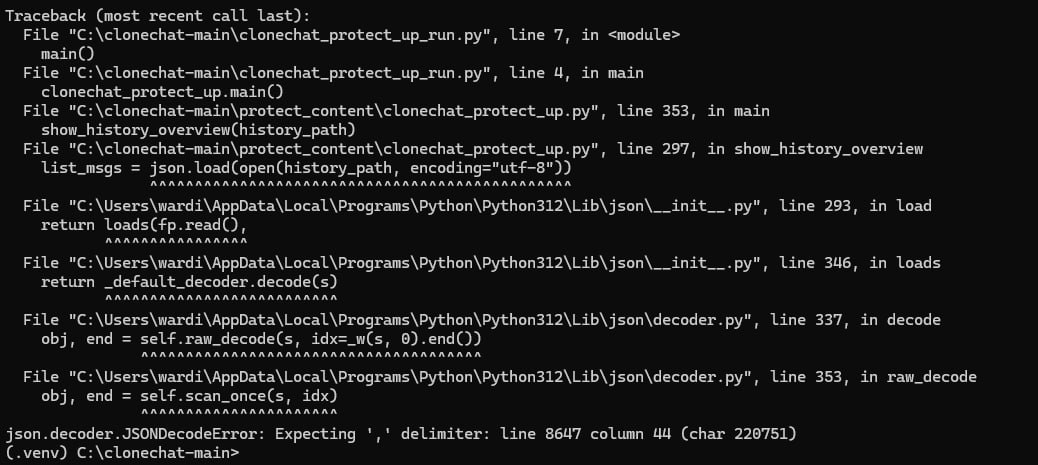 Traceback (most recent call last):
  File "C:\clonechat-main\clonechat_protect_up_run.py", line 7, in <module>
    main()
  File "C:\clonechat-main\clonechat_protect_up_run.py", line 4, in main
    clonechat_protect_up.main()
  File "C:\clonechat-main\protect_content\clonechat_protect_up.py", line 353, in main
    show_history_overview(history_path)
  File "C:\clonechat-main\protect_content\clonechat_protect_up.py", line 297, in show_history_overview
    list_msgs = json.load(open(history_path, encoding="utf-8"))
                ^^^^^^^^^^^^^^^^^^^^^^^^^^^^^^^^^^^^^^^^^^^^^^^
  File "C:\Users\wardi\AppData\Local\Programs\Python\Python312\Lib\json\__init__.py", line 293, in load
    return loads(fp.read(),
           ^^^^^^^^^^^^^^^^
  File "C:\Users\wardi\AppData\Local\Programs\Python\Python312\Lib\json\__init__.py", line 346, in loads
    return _default_decoder.decode(s)
           ^^^^^^^^^^^^^^^^^^^^^^^^^^
  File "C:\Users\wardi\AppData\Local\Programs\Python\Python312\Lib\json\decoder.py", line 337, in decode
    obj, end = self.raw_decode(s, idx=_w(s, 0).end())
               ^^^^^^^^^^^^^^^^^^^^^^^^^^^^^^^^^^^^^^
  File "C:\Users\wardi\AppData\Local\Programs\Python\Python312\Lib\json\decoder.py", line 353, in raw_decode
    obj, end = self.scan_once(s, idx)
               ^^^^^^^^^^^^^^^^^^^^^^
json.decoder.JSONDecodeError: Expecting ',' delimiter: line 8647 column 44 (char 220751)
(.venv) C:\clonechat-main>